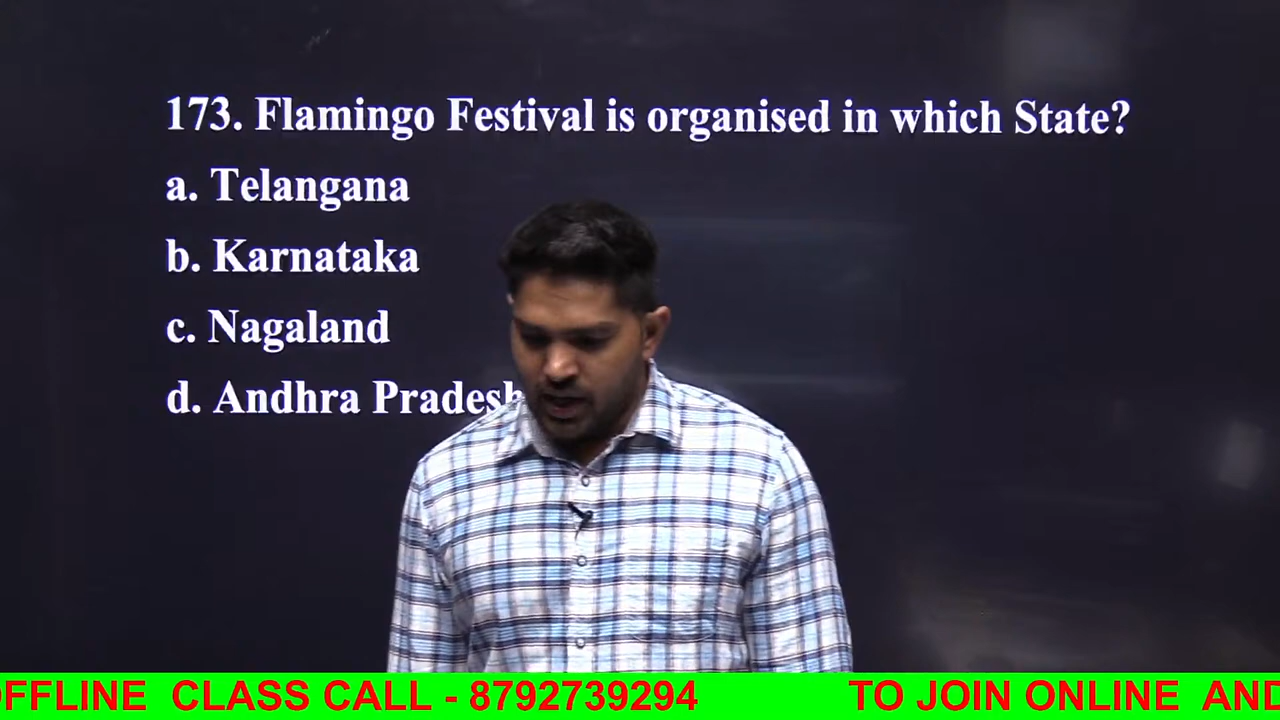 173. Flamingo Festival is organised in which State?
a. Telangana
b. Karnataka
c. Nagaland
d. Andhra Pradesh
OFFLINE CLASS CALL - 8792739294 TO JOIN ONLINE AND